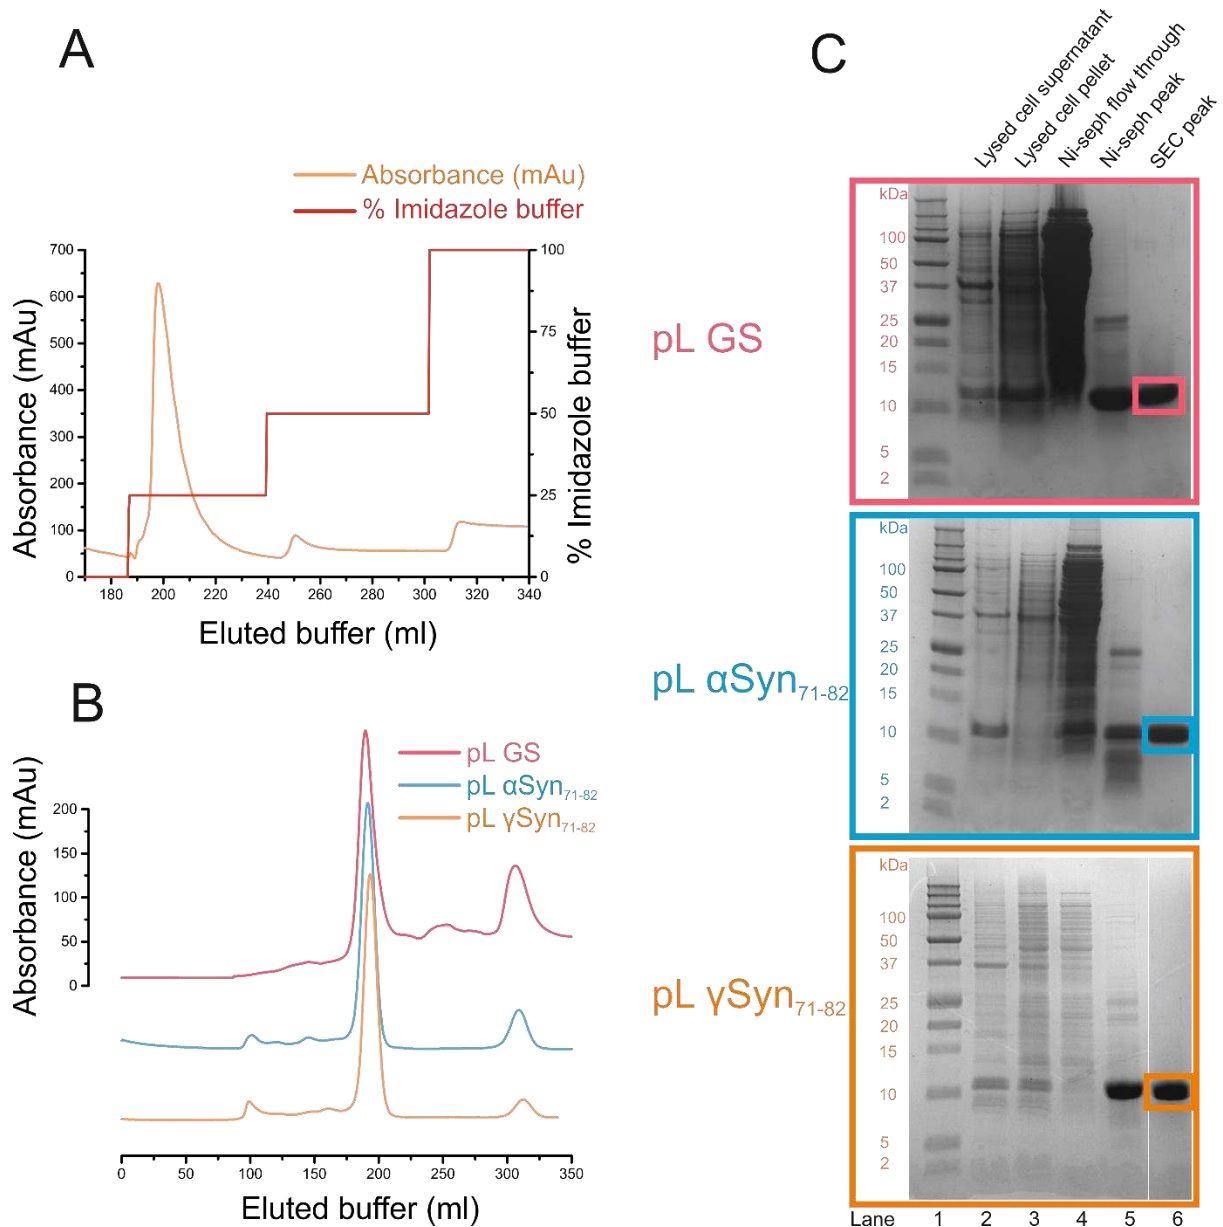 A
Absorbance (mAu)
% Imidazole buffer
700
600
500
400
300
200
100
0
Absorbance (mAu)
100
75
50
25
0
% Imidazole buffer
180 200 220 240 260 280 300 320 340
Eluted buffer (ml)
B
pL GS
pL αSyn71-82
pL γSyn71-82
200
150
100
50
0
Absorbance (mAu)
0 50 100 150 200 250 300 350
Eluted buffer (ml)
C
Lysed cell supernatant
Lysed cell pellet
Ni-seph flow through
Ni-seph peak
SEC peak
pL GS
kDa
100
50
37
25
20
15
10
5
2
pL αSyn71-82
kDa
100
50
37
25
20
15
10
5
2
pL γSyn71-82
kDa
100
50
37
25
20
15
10
5
2
Lane 1 2 3 4 5 6